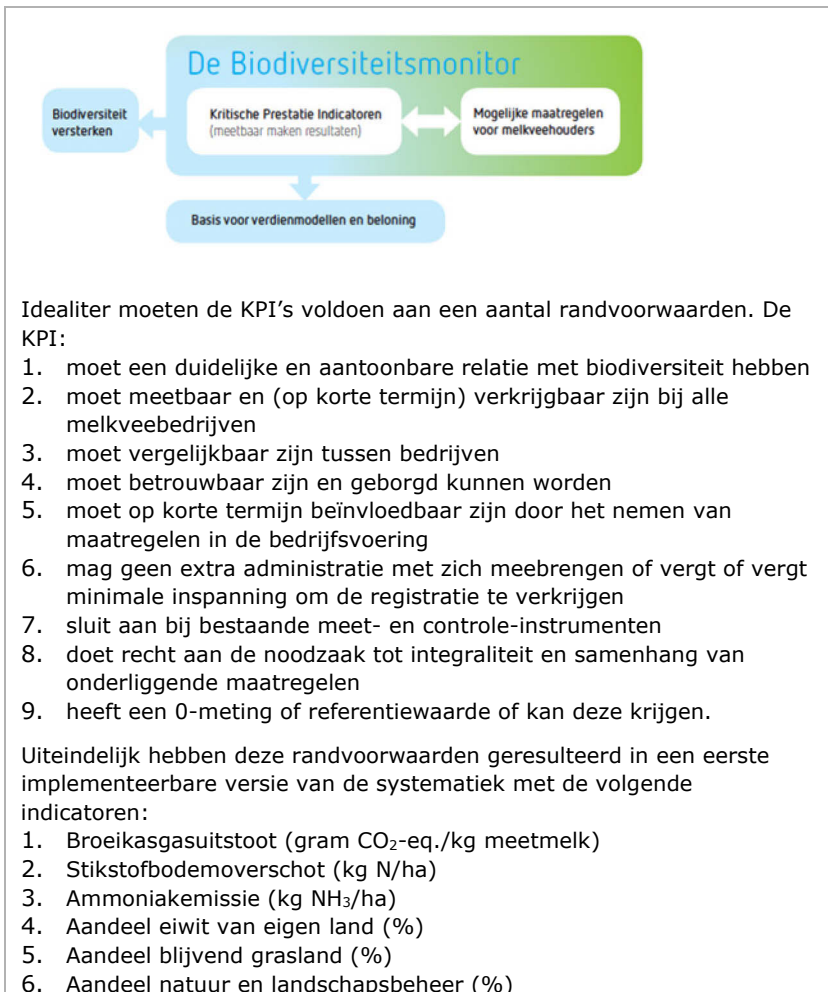 De Biodiversiteitsmonitor
Biodiversiteit
versterken
Kritische Prestatie Indicatoren
(meetbaar maken resultaten)
Mogelijke maatregelen
voor melkveehouders
Basis voor verdienmodellen en beloning
Idealiter moeten de KPI's voldoen aan een aantal randvoorwaarden. De
KPI:
1. moet een duidelijke en aantoonbare relatie met biodiversiteit hebben
2. moet meetbaar en (op korte termijn) verkrijgbaar zijn bij alle
melkveebedrijven
3. moet vergelijkbaar zijn tussen bedrijven
4. moet betrouwbaar zijn en geborgd kunnen worden
5. moet op korte termijn beïnvloedbaar zijn door het nemen van
maatregelen in de bedrijfsvoering
6. mag geen extra administratie met zich meebrengen of vergt of vergt
minimale inspanning om de registratie te verkrijgen
7. sluit aan bij bestaande meet- en controle-instrumenten
8. doet recht aan de noodzaak tot integraliteit en samenhang van
onderliggende maatregelen
9. heeft een 0-meting of referentiewaarde of kan deze krijgen.
Uiteindelijk hebben deze randvoorwaarden geresulteerd in een eerste
implementeerbare versie van de systematiek met de volgende
indicatoren:
1. Broeikasgasuitstoot (gram CO₂-eq./kg meetmelk)
2. Stikstofbodemoverschot (kg N/ha)
3. Ammoniakemissie (kg NH₃/ha)
4. Aandeel eiwit van eigen land (%)
5. Aandeel blijvend grasland (%)
6. Aandeel natuur en landschapsbeheer (%)